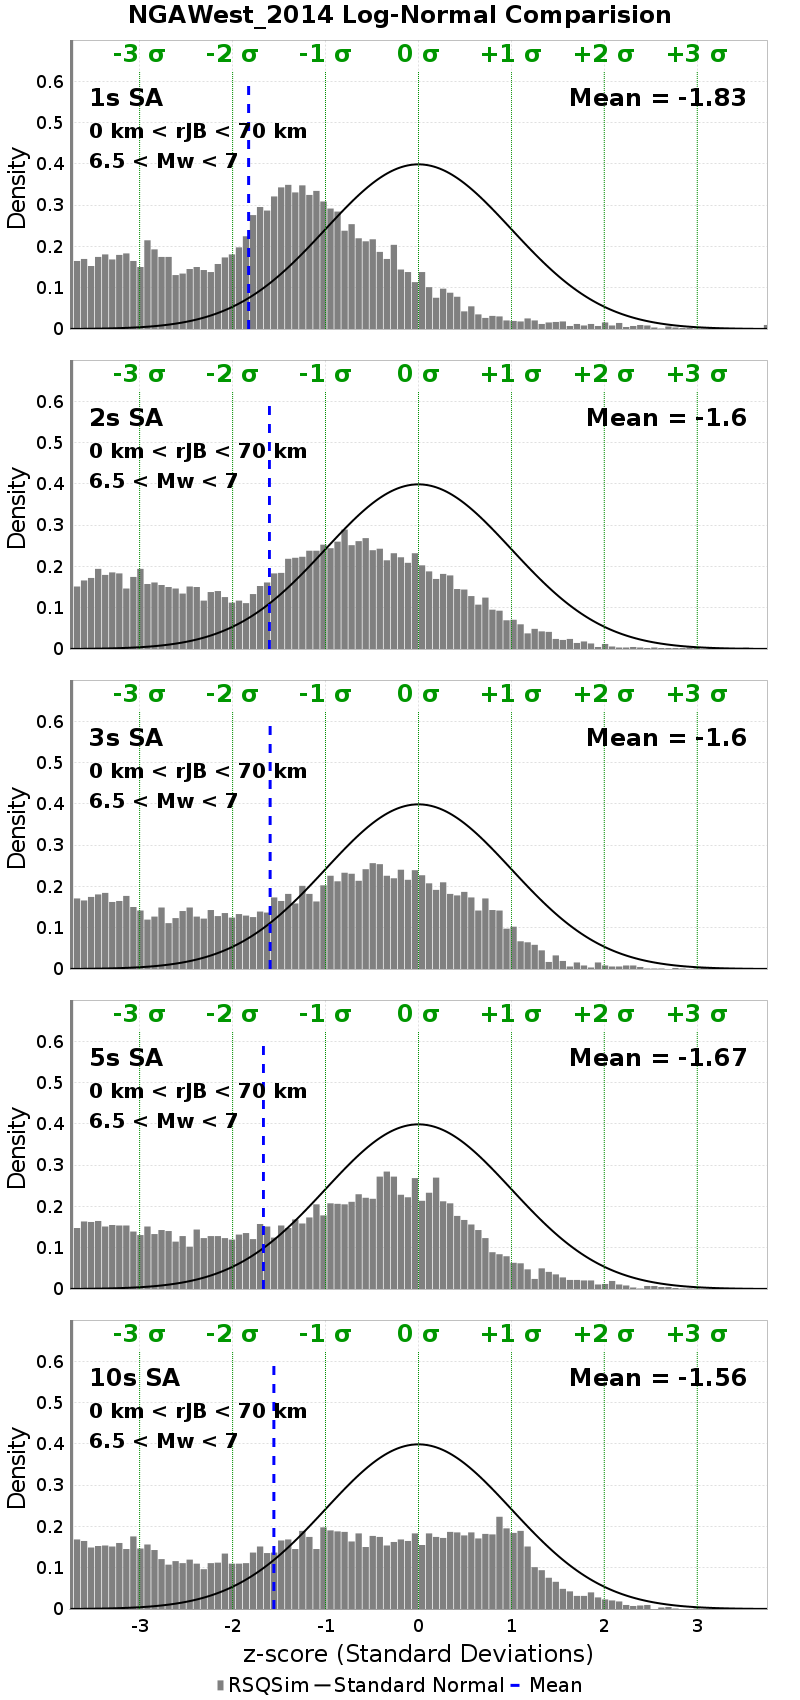 NGAWest_2014 Log-Normal Comparision
-3 σ -2 σ -1 σ 0 σ +1 σ +2 σ +3 σ
1s SA Mean = -1.83
0 km < rJB < 70 km
6.5 < Mw < 7
Density
0.6
0.5
0.4
0.3
0.2
0.1
0
-3 σ -2 σ -1 σ 0 σ +1 σ +2 σ +3 σ
2s SA Mean = -1.6
0 km < rJB < 70 km
6.5 < Mw < 7
Density
0.6
0.5
0.4
0.3
0.2
0.1
0
-3 σ -2 σ -1 σ 0 σ +1 σ +2 σ +3 σ
3s SA Mean = -1.6
0 km < rJB < 70 km
6.5 < Mw < 7
Density
0.6
0.5
0.4
0.3
0.2
0.1
0
-3 σ -2 σ -1 σ 0 σ +1 σ +2 σ +3 σ
5s SA Mean = -1.67
0 km < rJB < 70 km
6.5 < Mw < 7
Density
0.6
0.5
0.4
0.3
0.2
0.1
0
-3 σ -2 σ -1 σ 0 σ +1 σ +2 σ +3 σ
10s SA Mean = -1.56
0 km < rJB < 70 km
6.5 < Mw < 7
Density
0.6
0.5
0.4
0.3
0.2
0.1
0
-3 -2 -1 0 1 2 3
z-score (Standard Deviations)
RSQSim Standard Normal Mean